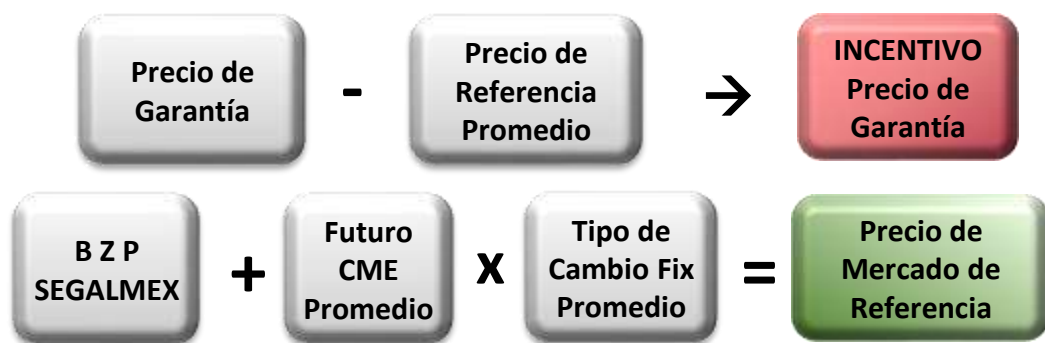 Precio de
Garantía
-
Precio de
Referencia
Promedio
→
INCENTIVO
Precio de
Garantía
B Z P
SEGALMEX
+
Futuro
CME
Promedio
x
Tipo de
Cambio Fix
Promedio
=
Precio de
Mercado de
Referencia